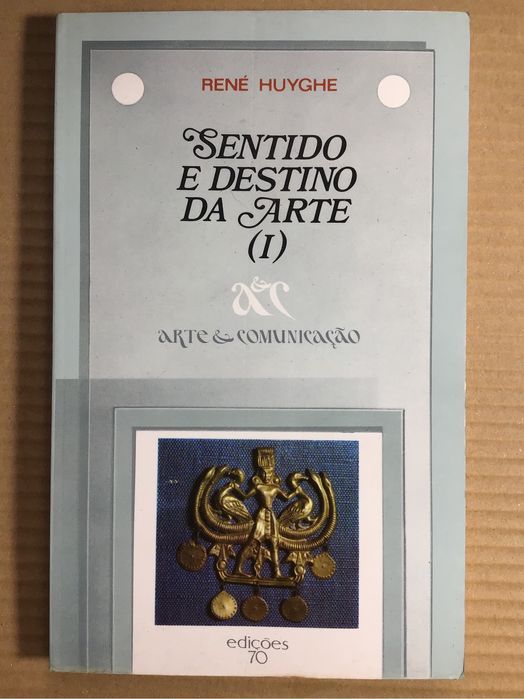 RENÉ HUYGHE
SENTIDO
E DESTINO
DA ARTE
(I)
a&c
ARTE & COMUNICAÇÃO
edições
70